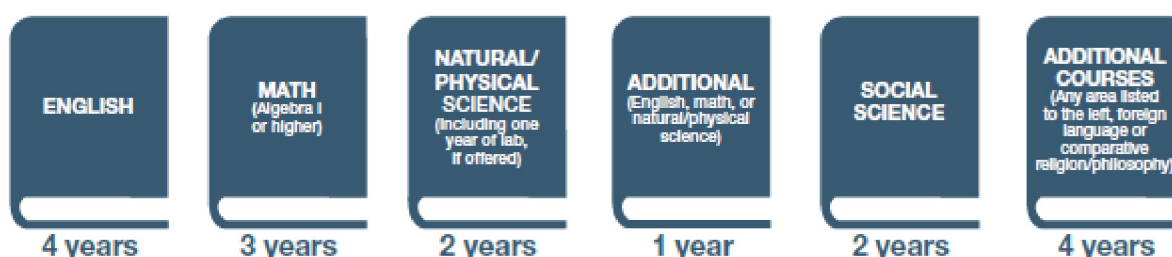 ENGLISH
4 years
MATH
(Algebra I
or higher)
3 years
NATURAL/
PHYSICAL
SCIENCE
(Including one
year of lab,
if offered)
2 years
ADDITIONAL
(English, math, or
natural/physical
science)
1 year
SOCIAL
SCIENCE
2 years
ADDITIONAL
COURSES
(Any area listed
to the left, foreign
language or
comparative
religion/philosophy)
4 years